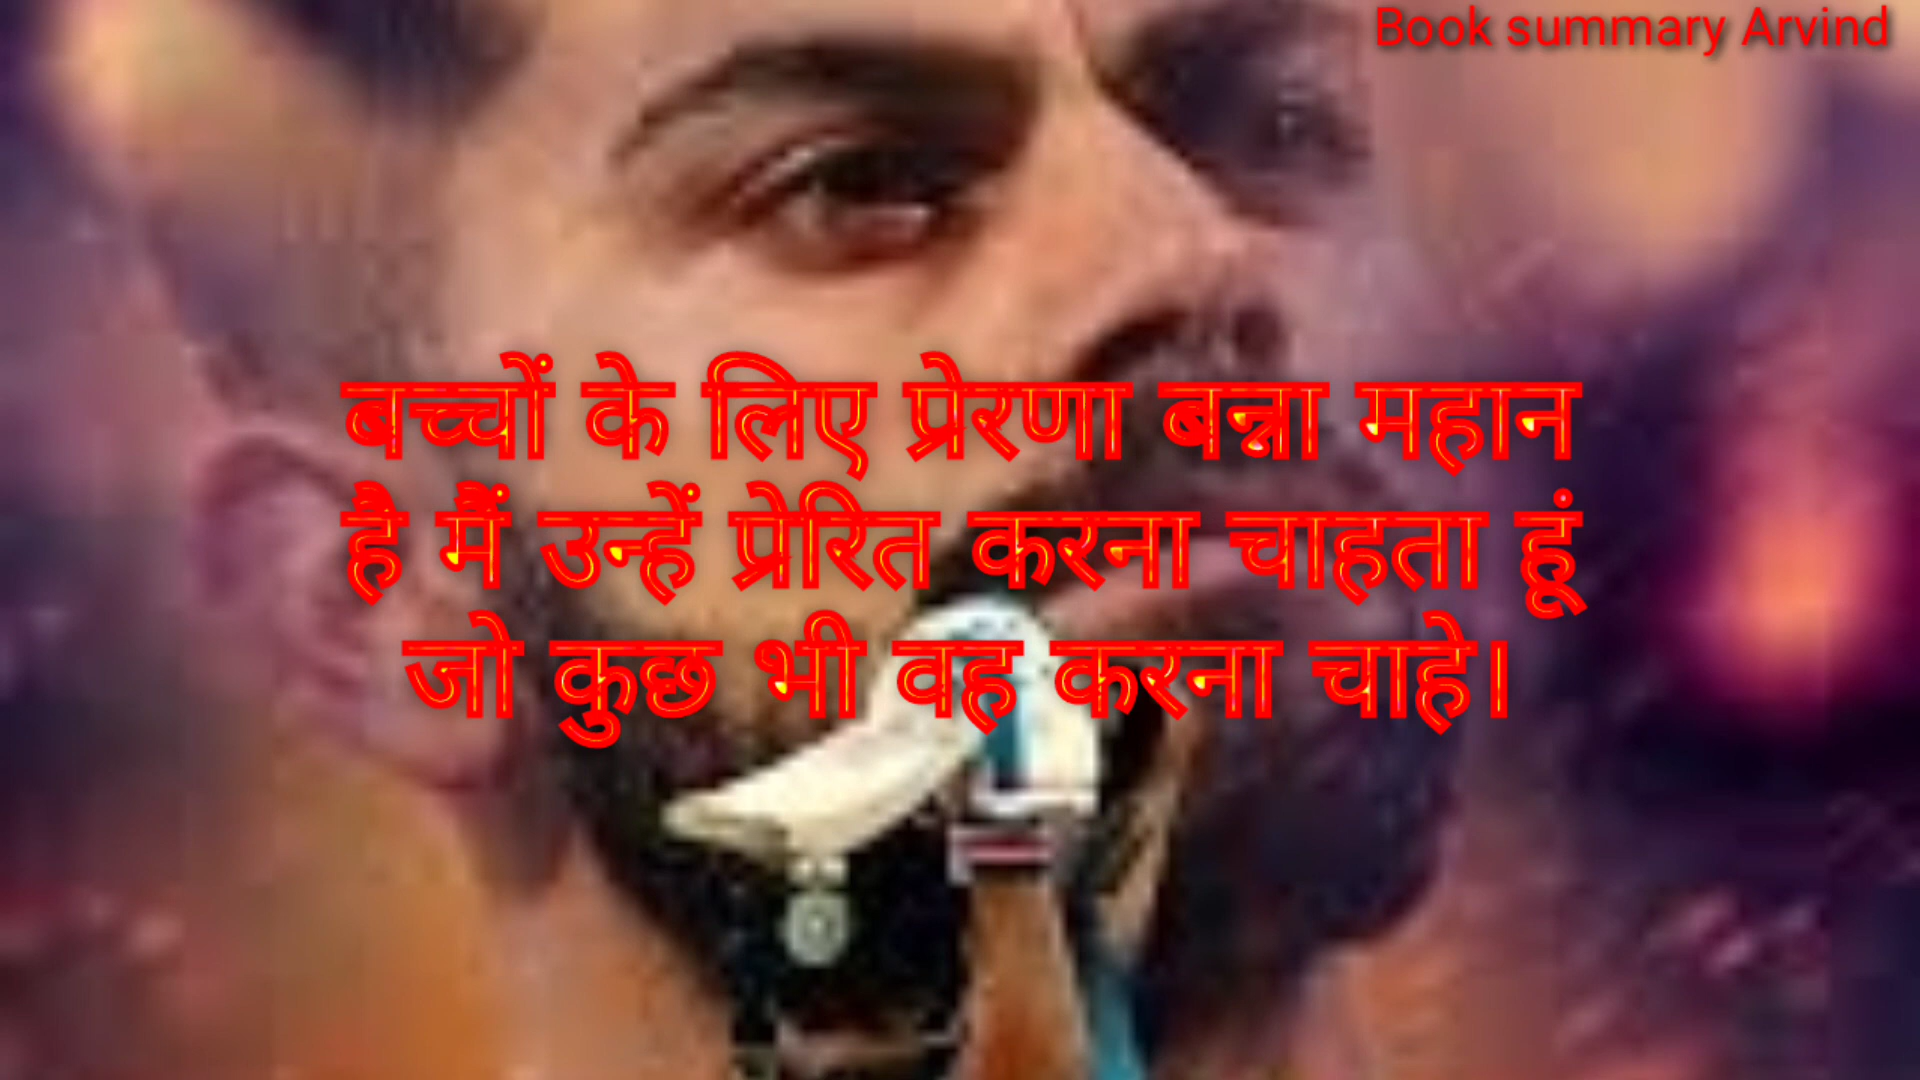 Book summary Arvind
बच्चों के लिए प्रेरणा बन्ना महान
है मैं उन्हें प्रेरित करना चाहता हूं
जो कुछ भी वह करना चाहे।